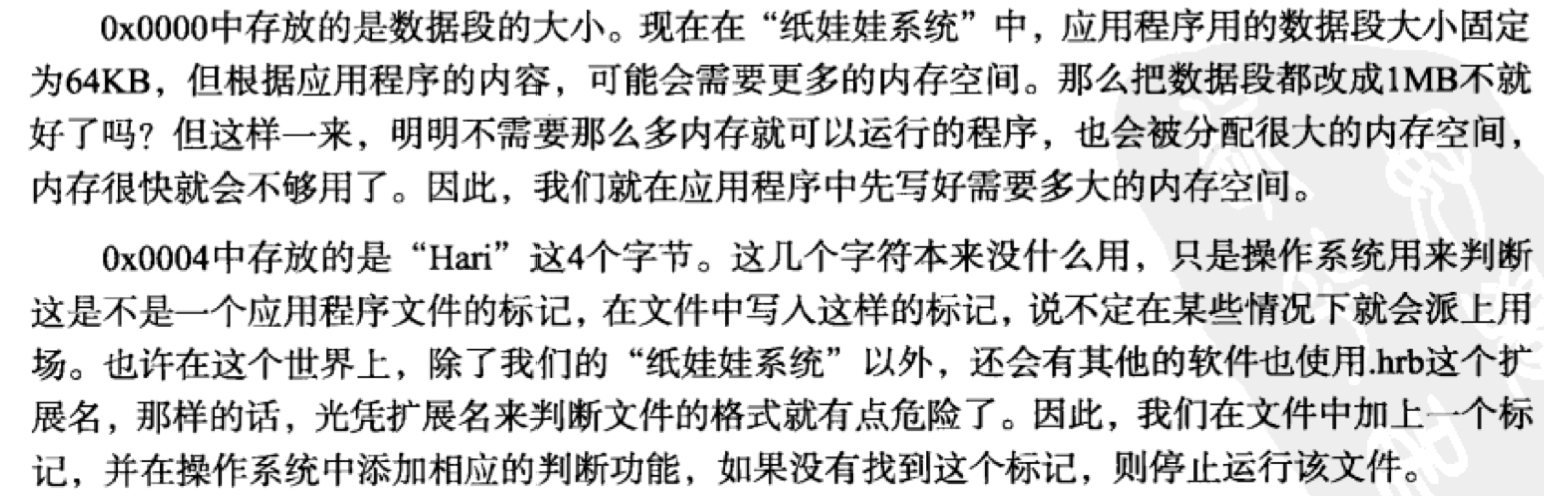 0x0000中存放的是数据段的大小。现在在“纸娃娃系统”中，应用程序用的数据段大小固定
为64KB，但根据应用程序的内容，可能会需要更多的内存空间。那么把数据段都改成1MB不就
好了吗？但这样一来，明明不需要那么多内存就可以运行的程序，也会被分配很大的内存空间，
内存很快就会不够用了。因此，我们就在应用程序中先写好需要多大的内存空间。
0x0004中存放的是“Hari”这4个字节。这几个字符本来没什么用，只是操作系统用来判断
这是不是一个应用程序文件的标记，在文件中写入这样的标记，说不定在某些情况下就会派上用
场。也许在这个世界上，除了我们的“纸娃娃系统”以外，还会有其他的软件也使用.hrb这个扩
展名，那样的话，光凭扩展名来判断文件的格式就有点危险了。因此，我们在文件中加上一个标
记，并在操作系统中添加相应的判断功能，如果没有找到这个标记，则停止运行该文件。